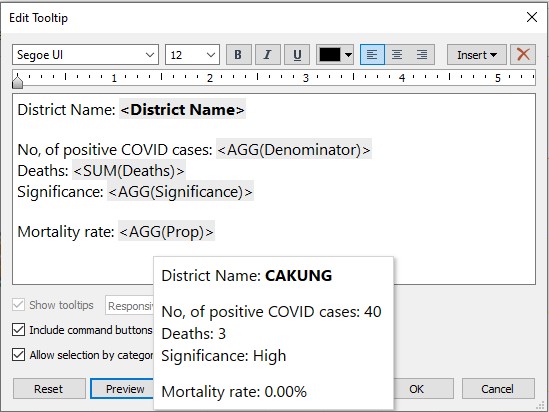 Edit Tooltip
Segoe UI 12 B I U Insert
1 2 3 4 5
District Name: <District Name>
No, of positive COVID cases: <AGG(Denominator)>
Deaths: <SUM(Deaths)>
Significance: <AGG(Significance)>
Mortality rate: <AGG(Prop)>
District Name: CAKUNG
No, of positive COVID cases: 40
Deaths: 3
Significance: High
Mortality rate: 0.00%
Show tooltips
Include command buttons
Allow selection by
Reset Preview OK Cancel